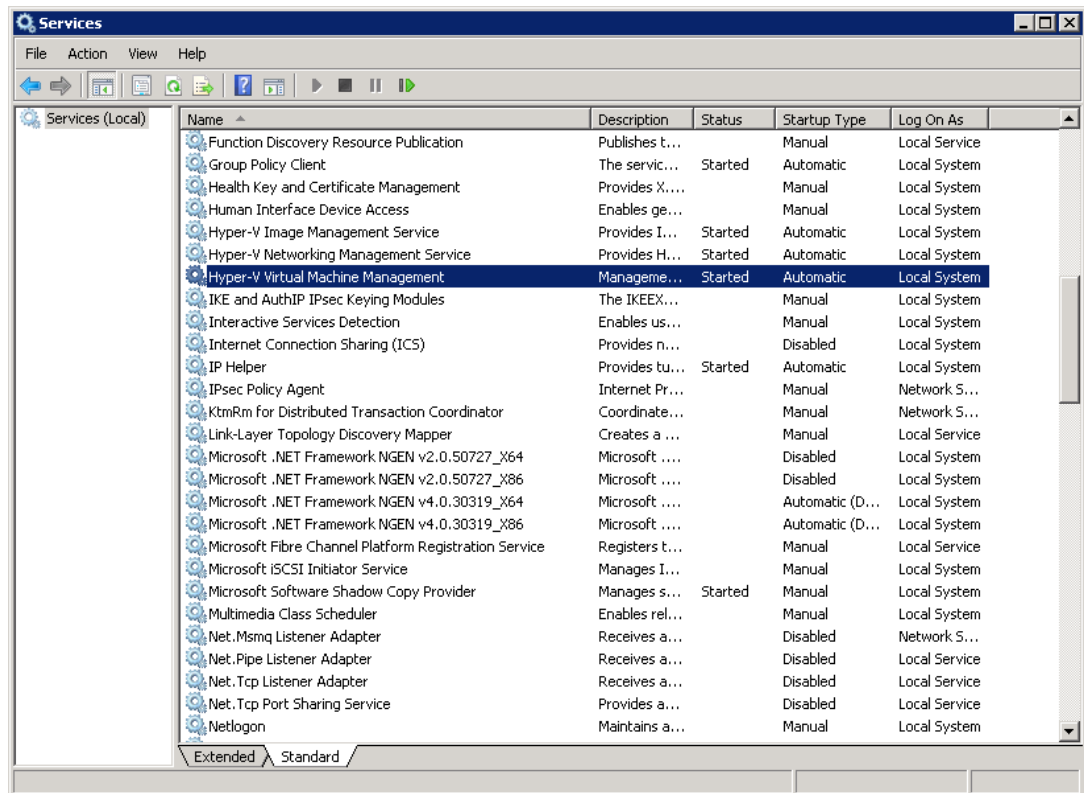 Services
File Action View Help
Services (Local)
Name Description Status Startup Type Log On As
Function Discovery Resource Publication Publishes t... Manual Local Service
Group Policy Client The servic... Started Automatic Local System
Health Key and Certificate Management Provides X.... Manual Local System
Human Interface Device Access Enables ge... Manual Local System
Hyper-V Image Management Service Provides I... Started Automatic Local System
Hyper-V Networking Management Service Provides H... Started Automatic Local System
Hyper-V Virtual Machine Management Manageme... Started Automatic Local System
IKE and AuthIP IPsec Keying Modules The IKEEX... Manual Local System
Interactive Services Detection Enables us... Manual Local System
Internet Connection Sharing (ICS) Provides n... Disabled Local System
IP Helper Provides tu... Started Automatic Local System
IPsec Policy Agent Internet Pr... Manual Network S...
KtmRm for Distributed Transaction Coordinator Coordinate... Manual Network S...
Link-Layer Topology Discovery Mapper Creates a ... Manual Local Service
Microsoft .NET Framework NGEN v2.0.50727_X64 Microsoft .... Disabled Local System
Microsoft .NET Framework NGEN v2.0.50727_X86 Microsoft .... Disabled Local System
Microsoft .NET Framework NGEN v4.0.30319_X64 Microsoft .... Automatic (D... Local System
Microsoft .NET Framework NGEN v4.0.30319_X86 Microsoft .... Automatic (D... Local System
Microsoft Fibre Channel Platform Registration Service Registers t... Manual Local Service
Microsoft iSCSI Initiator Service Manages I... Manual Local System
Microsoft Software Shadow Copy Provider Manages s... Started Manual Local System
Multimedia Class Scheduler Enables rel... Manual Local System
Net.Msmq Listener Adapter Receives a... Disabled Network S...
Net.Pipe Listener Adapter Receives a... Disabled Local Service
Net.Tcp Listener Adapter Receives a... Disabled Local Service
Net.Tcp Port Sharing Service Provides a... Disabled Local Service
Netlogon Maintains a... Manual Local System
Extended Standard